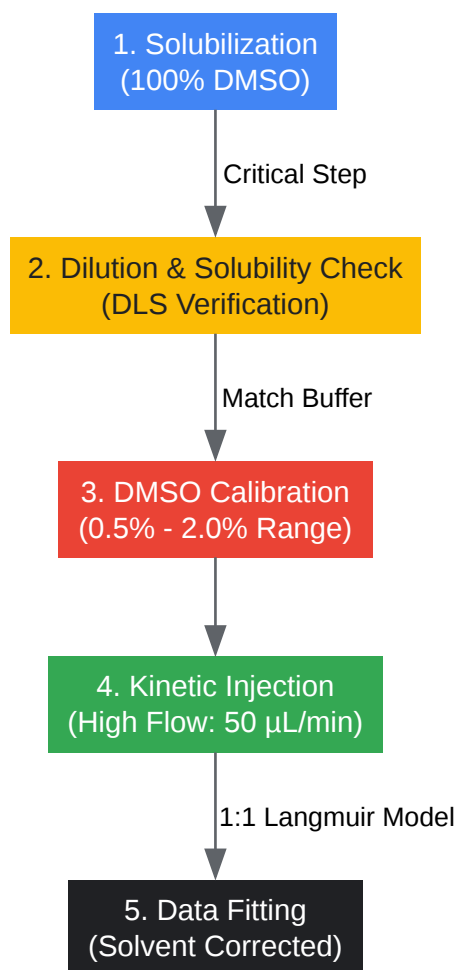 1. Solubilization
(100% DMSO)
Critical Step
2. Dilution & Solubility Check
(DLS Verification)
Match Buffer
3. DMSO Calibration
(0.5% - 2.0% Range)
4. Kinetic Injection
(High Flow: 50 µL/min)
1:1 Langmuir Model
5. Data Fitting
(Solvent Corrected)